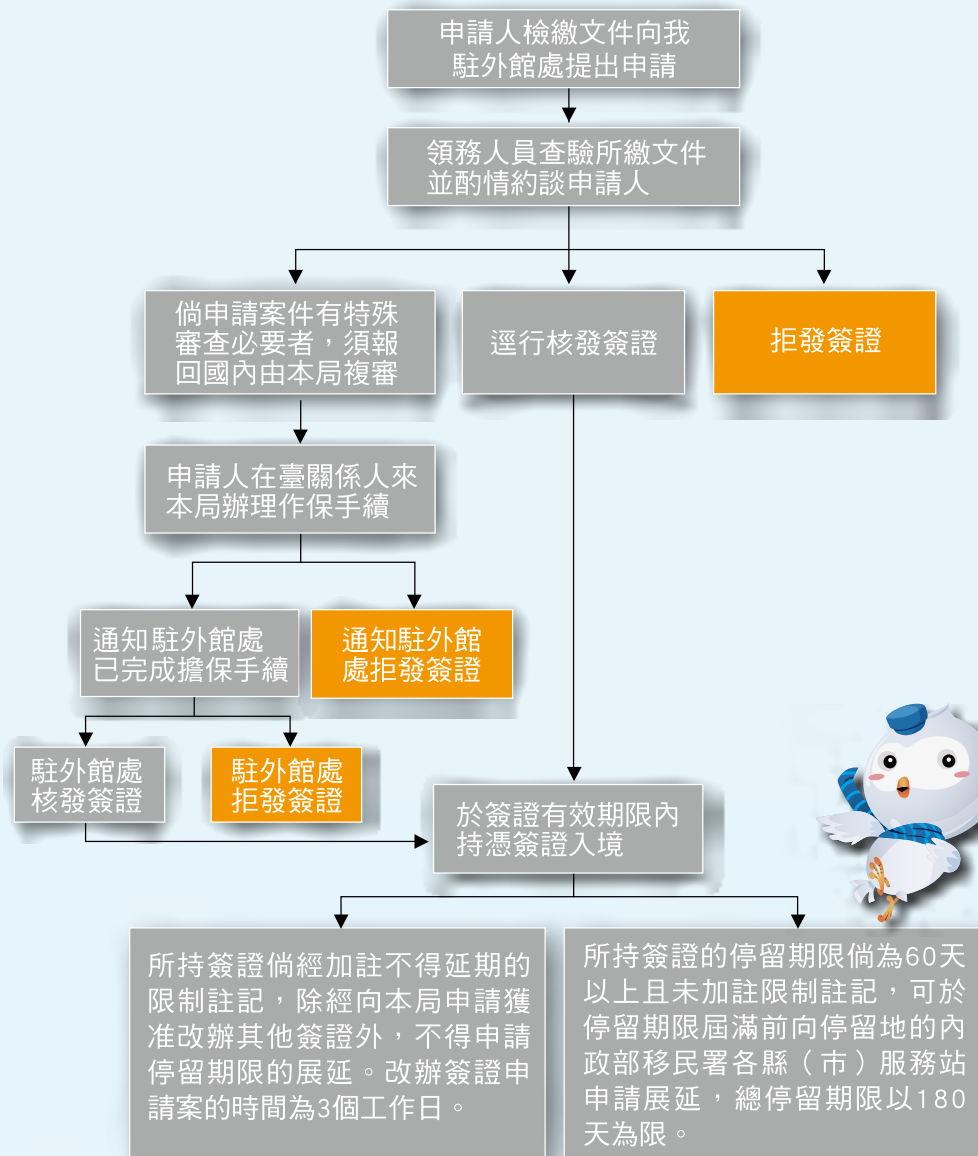 申請人檢繳文件向我
駐外館處提出申請
領務人員查驗所繳文件
並酌情約談申請人
倘申請案件有特殊
審查必要者，須報
回國內由本局複審
逕行核發簽證
拒發簽證
申請人在臺關係人來
本局辦理作保手續
通知駐外館處
已完成擔保手續
通知駐外館
處拒發簽證
駐外館處
核發簽證
駐外館處
拒發簽證
於簽證有效期限內
持憑簽證入境
所持簽證倘經加註不得延期的
限制註記，除經向本局申請獲
准改辦其他簽證外，不得申請
停留期限的展延。改辦簽證申
請案的時間為3個工作日。
所持簽證的停留期限倘為60天
以上且未加註限制註記，可於
停留期限屆滿前向停留地的內
政部移民署各縣（市）服務站
申請展延，總停留期限以180
天為限。